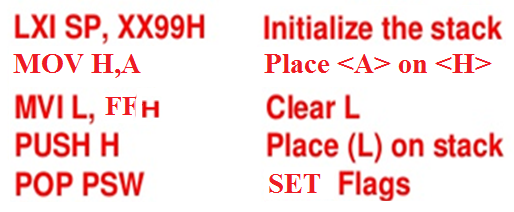 LXI SP, XX99H Initialize the stack
MOV H,A Place <A> on <H>
MVI L, FFH Clear L
PUSH H Place (L) on stack
POP PSW SET Flags